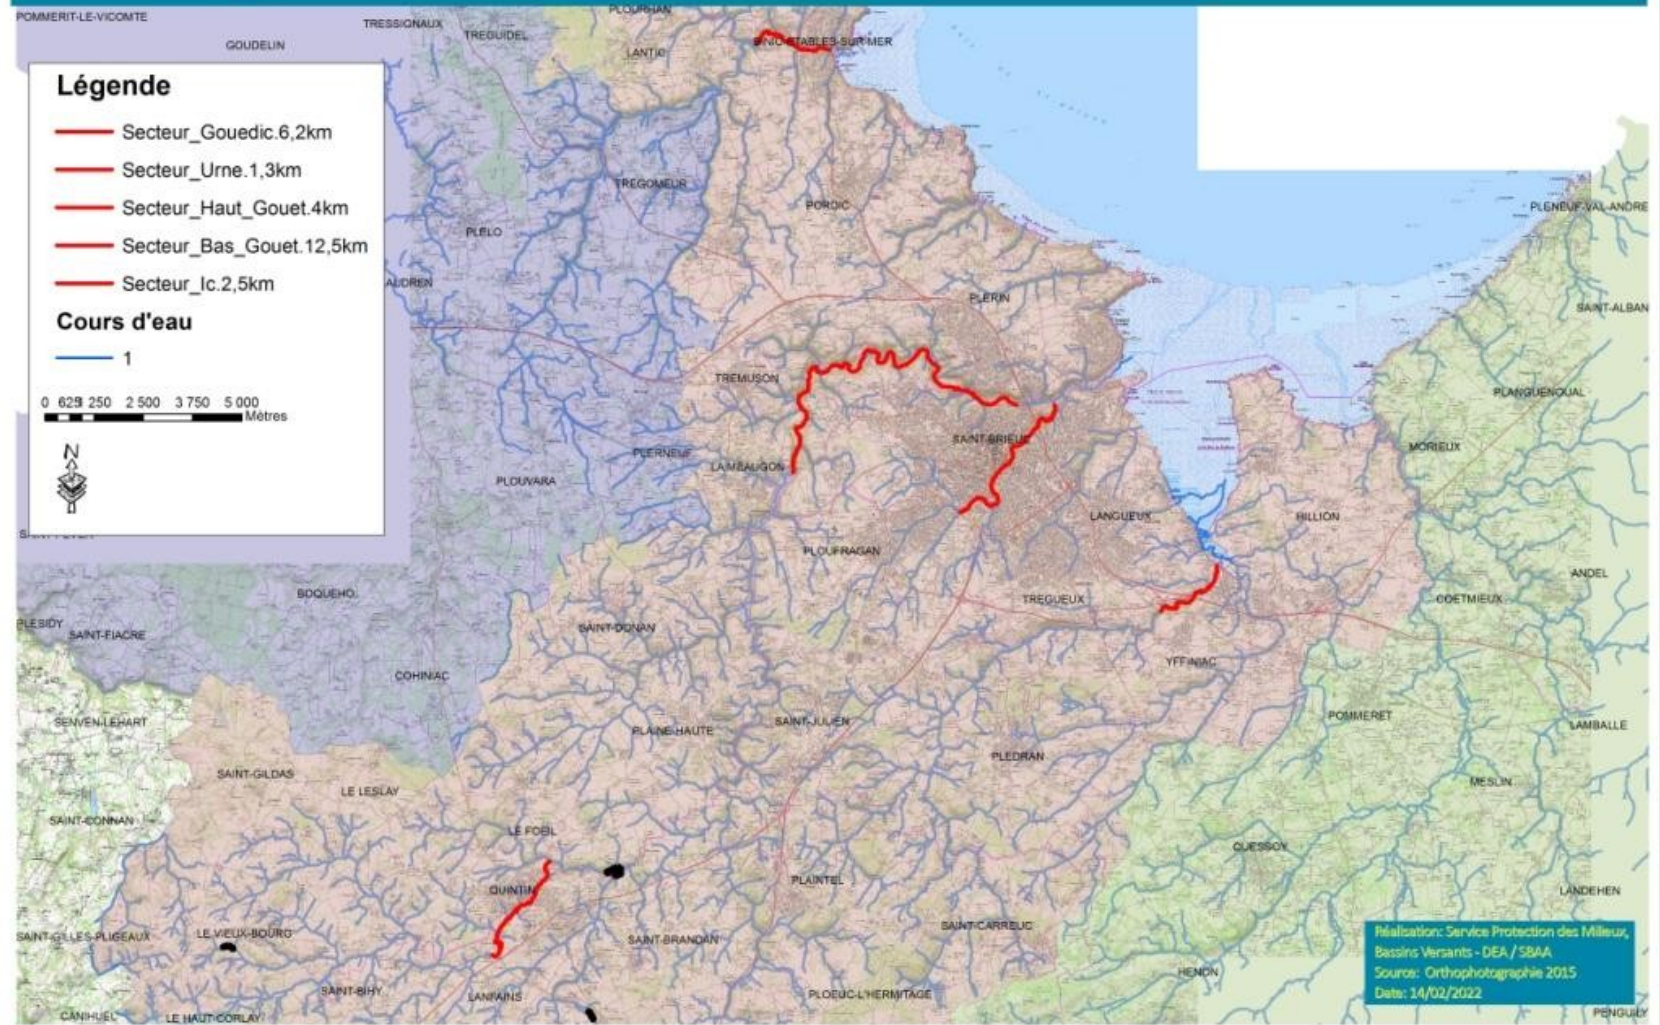 POMMERIT-LE-VICOMTE
TRESSIGNAUX
PLOURHAN
GOUDELIN
TREGUIDEL
LANTIC
BINIC-ETABLES-SUR-MER
Légende
Secteur_Gouedic.6,2km
Secteur_Urne.1,3km
Secteur_Haut_Gouet.4km
Secteur_Bas_Gouet.12,5km
Secteur_Ic.2,5km
Cours d'eau
1
0 625 1 250 2 500 3 750 5 000
Mètres
N
TREGOMEUR
PORDIC
PLENEUF-VAL-ANDRE
PLELO
AUDREN
PLERIN
SAINT-ALBAN
TREMUSON
PLANGUENOUAL
SAINT-BRIEUC
MORIEUX
PLERNEUF
LA MEAUGON
PLOUVARA
LANGUEUX
HILLION
PLOUFRAGAN
ANDEL
BOQUEHO
TREGUEUX
COETMIEUX
PLESIDY
SAINT-FIACRE
SAINT-DONAN
YFFINIAC
COHINIAC
SENVEN-LEHART
PLAINE-HAUTE
SAINT-JULIEN
POMMERET
LAMBALLE
PLEDRAN
SAINT-GILDAS
LE LESLAY
MESLIN
SAINT-CONNAN
LE FOEIL
QUESSOY
QUINTIN
PLAINTEL
LANDEHEN
SAINT-GILLES-PLIGEAUX
LE VIEUX-BOURG
SAINT-BRANDAN
SAINT-CARREUC
HENON
SAINT-BIHY
LANFAINS
PLOEUC-L'HERMITAGE
CANIHUEL
LE HAUT-CORLAY
PENGUILY
Réalisation: Service Protection des Milieux,
Bassins Versants - DEA / SBAA
Source: Orthophotographie 2015
Date: 14/02/2022